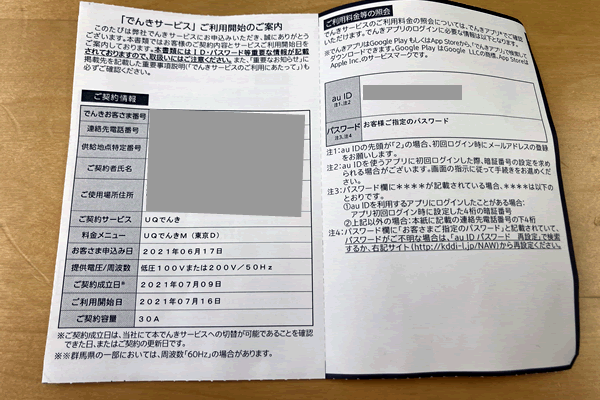 「でんきサービス」ご利用開始のご案内
このたびは弊社でんきサービスにお申込みいただき、誠にありがとう
ございます。本書類ではお客様のご契約内容とサービスご利用開始日を
ご案内しております。本書類には ID・パスワード等重要な情報が記載
されておりますので、取扱いにはご注意ください。また、「重要なお知らせ」に
掲載先を記載した重要事項説明(「でんきサービスのご利用にあたって」)も
必ずご確認ください。
ご契約情報
でんきお客さま番号
連絡先電話番号
供給地点特定番号
ご契約者氏名
ご使用場所住所
ご契約サービス UQでんき
料金メニュー UQでんきM（東京D）
お客さま申込み日 2021年06月17日
提供電圧/周波数 低圧100Vまたは200V／50Hz
ご契約成立日※ 2021年07月09日
ご利用開始日 2021年07月16日
ご契約容量 30A
※ご契約成立日は、当社にて本でんきサービスへの切替が可能であることを確認
できた日、またはご契約の更新日です。
※※群馬県の一部においては、周波数「60Hz」の場合があります。
ご利用料金等の照会
でんきサービスのご利用料金の照会については、でんきアプリでご確認
いただけます。でんきアプリのログインに必要な情報は以下となります。
※でんきアプリはGoogle Play もしくはApp Storeから、「でんきアプリ」で検索して
ダウンロードできます。Google Play は Google LLCの商標、App Storeは
Apple Inc.のサービスマークです。
au ID
注1、注2
パスワード お客様ご指定のパスワード
注3、注4
注1：au IDの先頭が「2」の場合、初回ログイン時にメールアドレスの登録
をお願いします。
注2：au IDを使うアプリに初回ログインした際、暗証番号の設定を求め
られる場合がございます。画面の指示に従って手続きをお進めくだ
さい。
注3：パスワード欄に＊＊＊＊が記載されている場合、＊＊＊＊は以下の
とおりです。
①au IDを利用するアプリにログインしたことがある場合:
アプリ初回ログイン時に設定した4桁の暗証番号
②上記以外の場合:本紙に記載の連絡先電話番号の下4桁
注4：パスワード欄に「お客さまご指定のパスワード」と記載されていて、
パスワードがご不明な場合は、「au ID パスワード 再設定」で検索
するか、右記サイト(http://kddi-l.jp/NAW)から再設定ください。